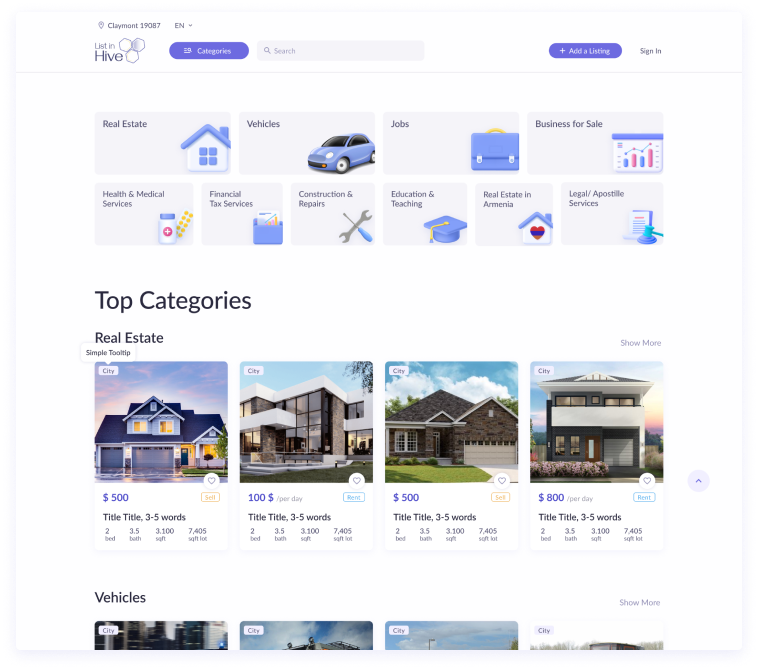 Claymont 19087 EN
List in
Hive
Categories
Search
+ Add a Listing
Sign In
Real Estate
Vehicles
Jobs
Business for Sale
Health & Medical
Services
Financial
Tax Services
Construction &
Repairs
Education &
Teaching
Real Estate in
Armenia
Legal/ Apostille
Services
Top Categories
Real Estate
Show More
Simple Tooltip
City
City
City
City
$ 500
Sell
100 $ /per day
Rent
$ 500
Sell
$ 800 /per day
Rent
Title Title, 3-5 words
Title Title, 3-5 words
Title Title, 3-5 words
Title Title, 3-5 words
2 3.5 3.100 7,405
bed bath sqft sqft lot
2 3.5 3.100 7,405
bed bath sqft sqft lot
2 3.5 3.100 7,405
bed bath sqft sqft lot
2 3.5 3.100 7,405
bed bath sqft sqft lot
Vehicles
Show More
City
City
City
City